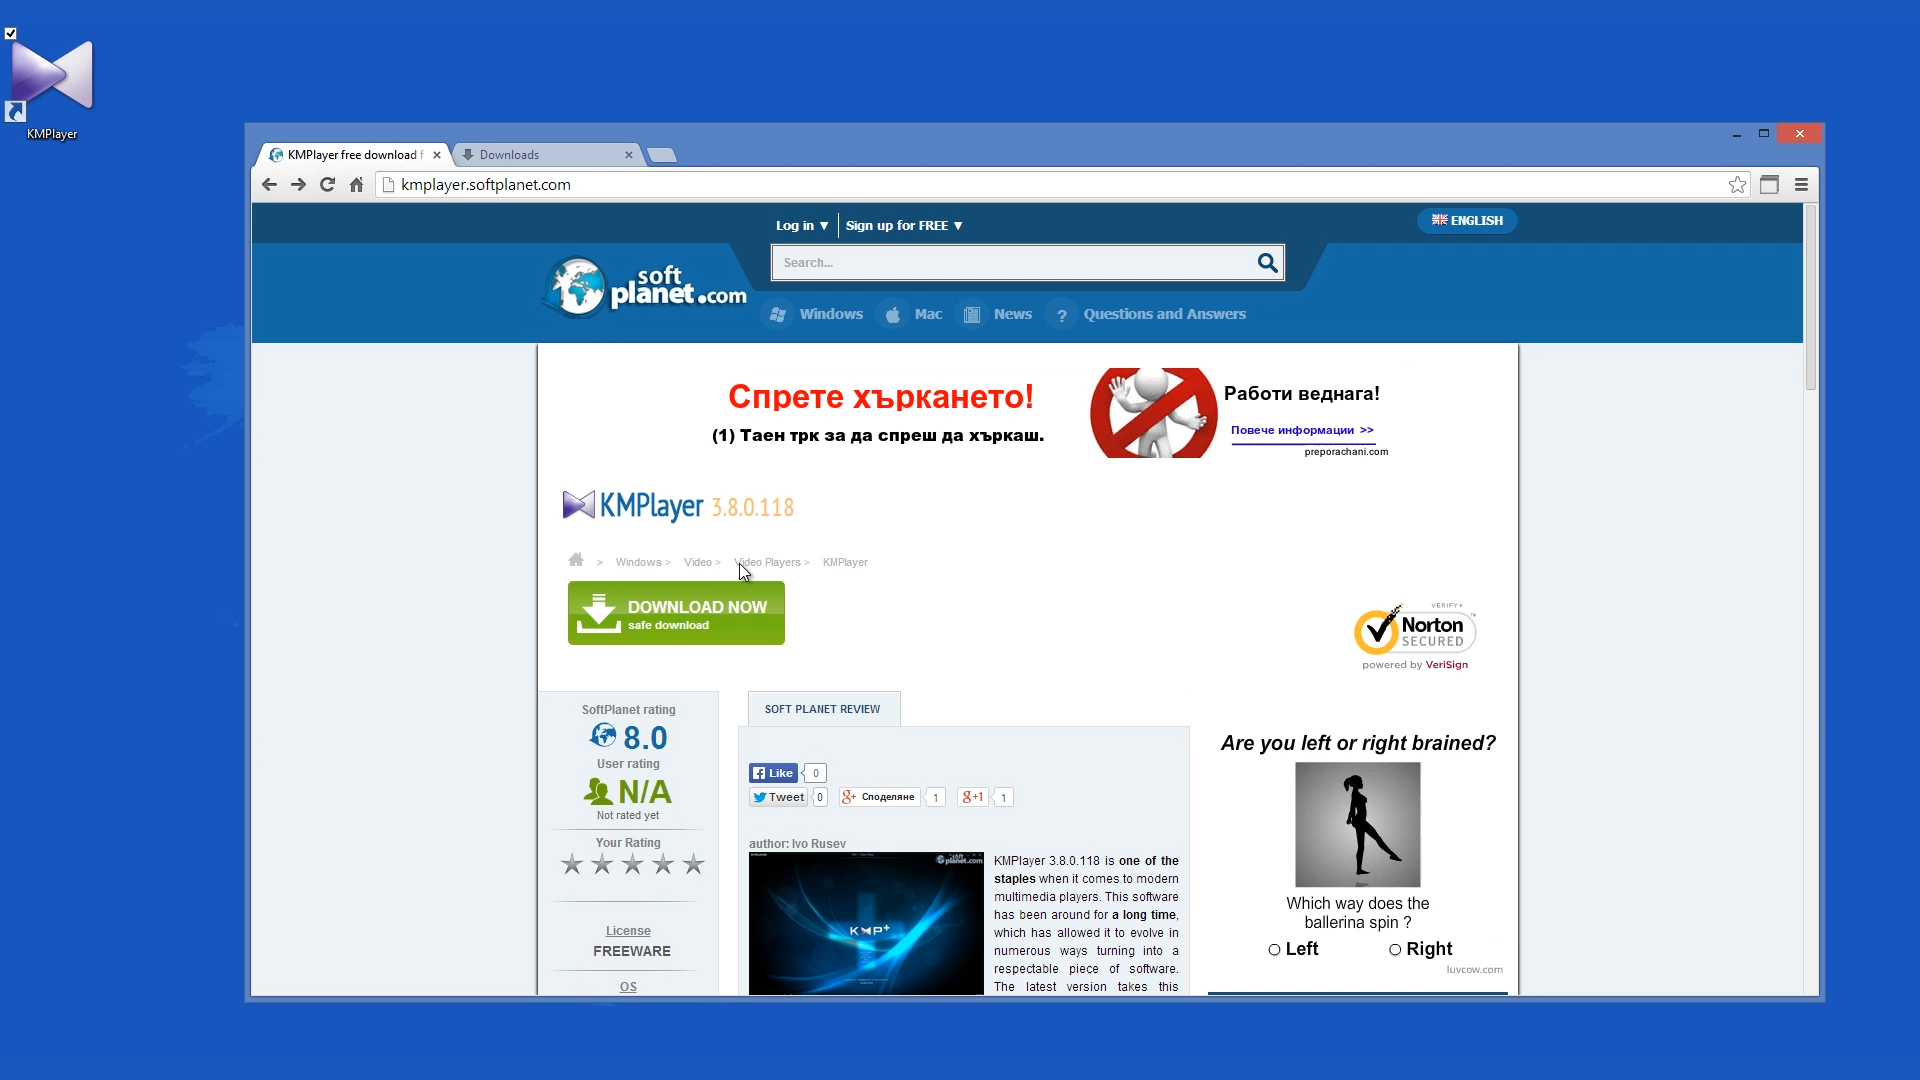 KMPlayer
KMPlayer free download f
Downloads
kmplayer.softplanet.com
Log in ▼
Sign up for FREE ▼
ENGLISH
Search...
soft
planet.com
Windows
Mac
News
? Questions and Answers
Спрете хъркането!
(1) Таен трк за да спреш да хъркаш.
Работи веднага!
Повече информации >>
preporachani.com
KMPlayer 3.8.0.118
> Windows > Video > Video Players > KMPlayer
DOWNLOAD NOW
safe download
VERIFY
Norton™
SECURED
powered by VeriSign
SoftPlanet rating
8.0
User rating
N/A
Not rated yet
Your Rating
License
FREEWARE
OS
SOFT PLANET REVIEW
Like 0
Tweet 0
g+ Споделяне 1
g+1 1
author: Ivo Rusev
soft
planet.com
KMP+
KMPlayer 3.8.0.118 is one of the
staples when it comes to modern
multimedia players. This software
has been around for a long time,
which has allowed it to evolve in
numerous ways turning into a
respectable piece of software.
The latest version takes this
Are you left or right brained?
Which way does the
ballerina spin ?
Left
Right
luvcow.com